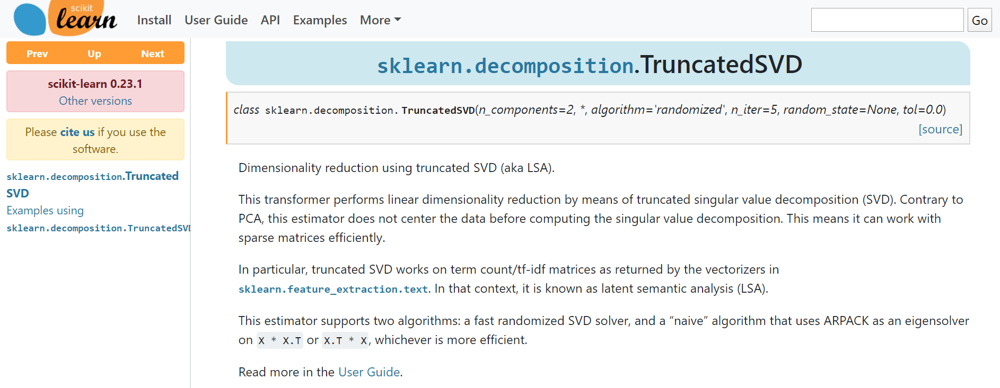 scikit
learn
Install User Guide API Examples More
Go
Prev Up Next
scikit-learn 0.23.1
Other versions
Please cite us if you use the
software.
sklearn.decomposition.Truncated
SVD
Examples using
sklearn.decomposition.TruncatedSVD
sklearn.decomposition.TruncatedSVD
class sklearn.decomposition.TruncatedSVD(n_components=2, *, algorithm='randomized', n_iter=5, random_state=None, tol=0.0)
[source]
Dimensionality reduction using truncated SVD (aka LSA).
This transformer performs linear dimensionality reduction by means of truncated singular value decomposition (SVD). Contrary to
PCA, this estimator does not center the data before computing the singular value decomposition. This means it can work with
sparse matrices efficiently.
In particular, truncated SVD works on term count/tf-idf matrices as returned by the vectorizers in
sklearn.feature_extraction.text. In that context, it is known as latent semantic analysis (LSA).
This estimator supports two algorithms: a fast randomized SVD solver, and a “naive” algorithm that uses ARPACK as an eigensolver
on X * X.T or X.T * X, whichever is more efficient.
Read more in the User Guide.